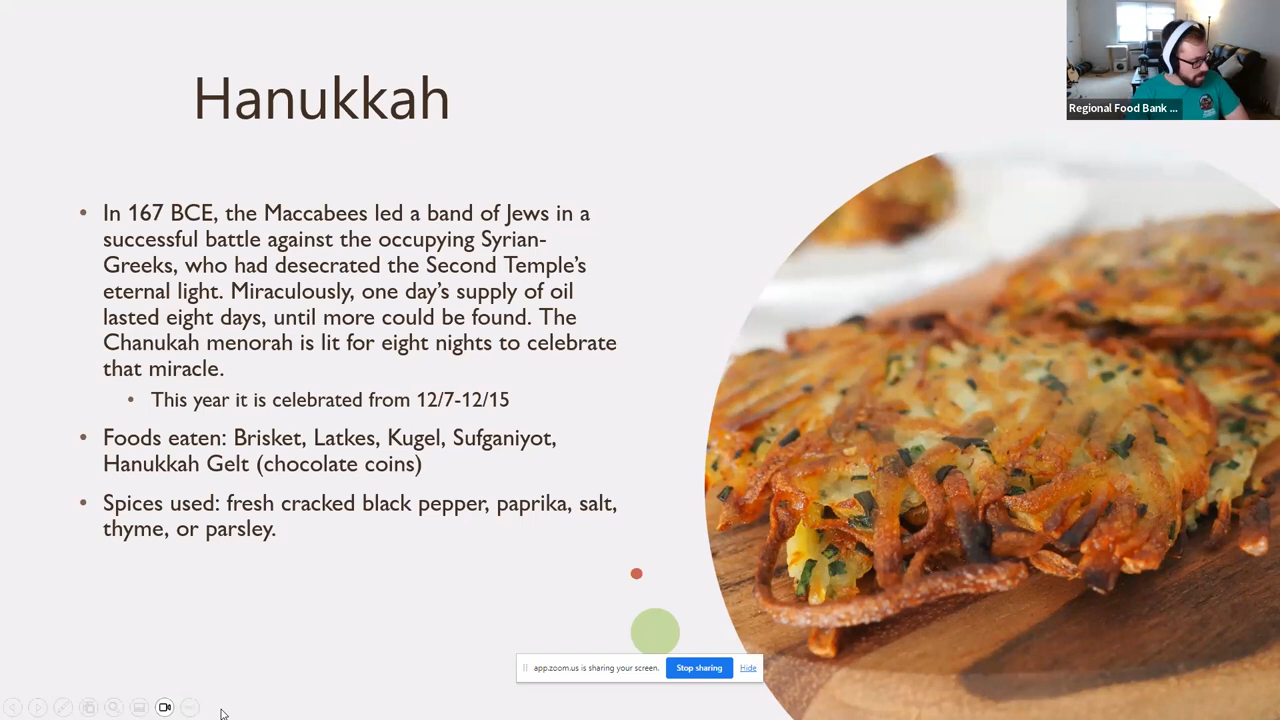 Hanukkah
Regional Food Bank ...
• In 167 BCE, the Maccabees led a band of Jews in a
successful battle against the occupying Syrian-
Greeks, who had desecrated the Second Temple’s
eternal light. Miraculously, one day’s supply of oil
lasted eight days, until more could be found. The
Chanukah menorah is lit for eight nights to celebrate
that miracle.
• This year it is celebrated from 12/7-12/15
• Foods eaten: Brisket, Latkes, Kugel, Sufganiyot,
Hanukkah Gelt (chocolate coins)
• Spices used: fresh cracked black pepper, paprika, salt,
thyme, or parsley.
app.zoom.us is sharing your screen. Stop sharing Hide